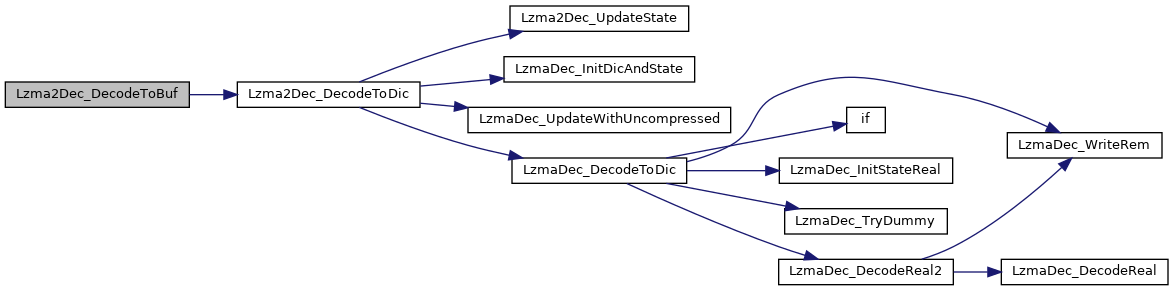 Lzma2Dec_DecodeToBuf
Lzma2Dec_DecodeToDic
Lzma2Dec_UpdateState
LzmaDec_InitDicAndState
LzmaDec_UpdateWithUncompressed
LzmaDec_DecodeToDic
if
LzmaDec_InitStateReal
LzmaDec_TryDummy
LzmaDec_DecodeReal2
LzmaDec_WriteRem
LzmaDec_DecodeReal